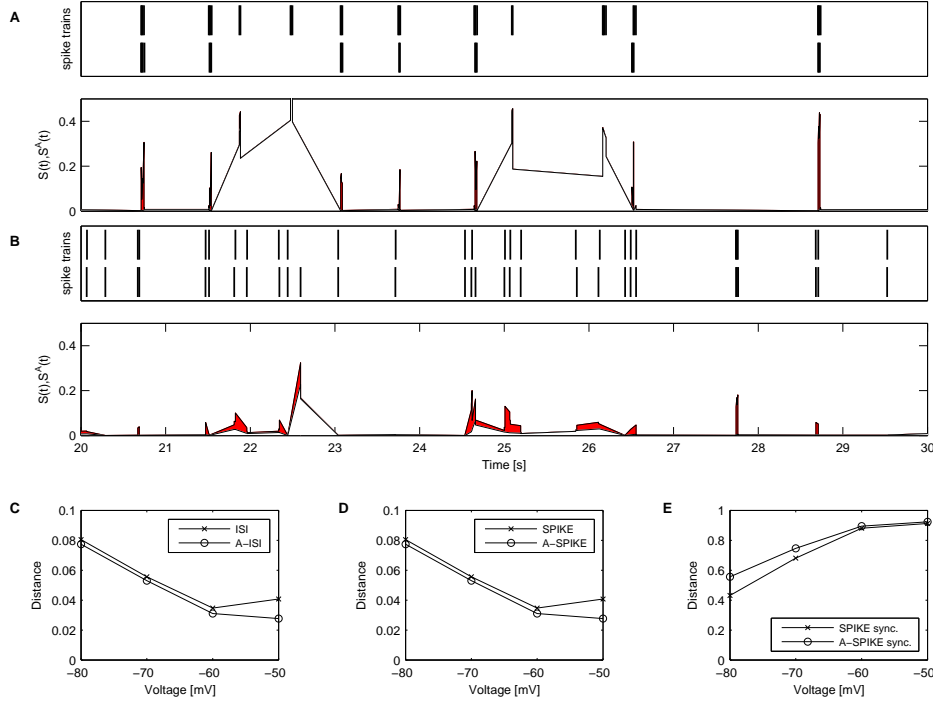 A
spike trains
S(t),S^A(t)
0.4
0.2
0
B
spike trains
S(t),S^A(t)
0.4
0.2
0
20 21 22 23 24 25 26 27 28 29 30
Time [s]
C
Distance
0.1
0.08
0.06
0.04
0.02
0
ISI
A−ISI
−80 −70 −60 −50
Voltage [mV]
D
Distance
0.1
0.08
0.06
0.04
0.02
0
SPIKE
A−SPIKE
−80 −70 −60 −50
Voltage [mV]
E
Distance
1
0.8
0.6
0.4
0.2
0
SPIKE sync.
A−SPIKE sync.
−80 −70 −60 −50
Voltage [mV]